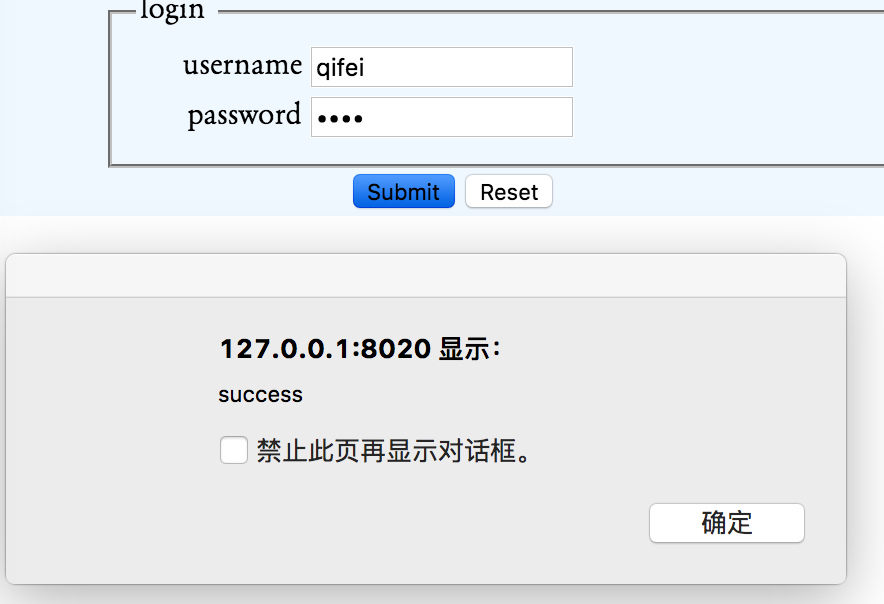 login
username qifei
password ••••
Submit Reset
127.0.0.1:8020 显示：
success
禁止此页再显示对话框。
确定